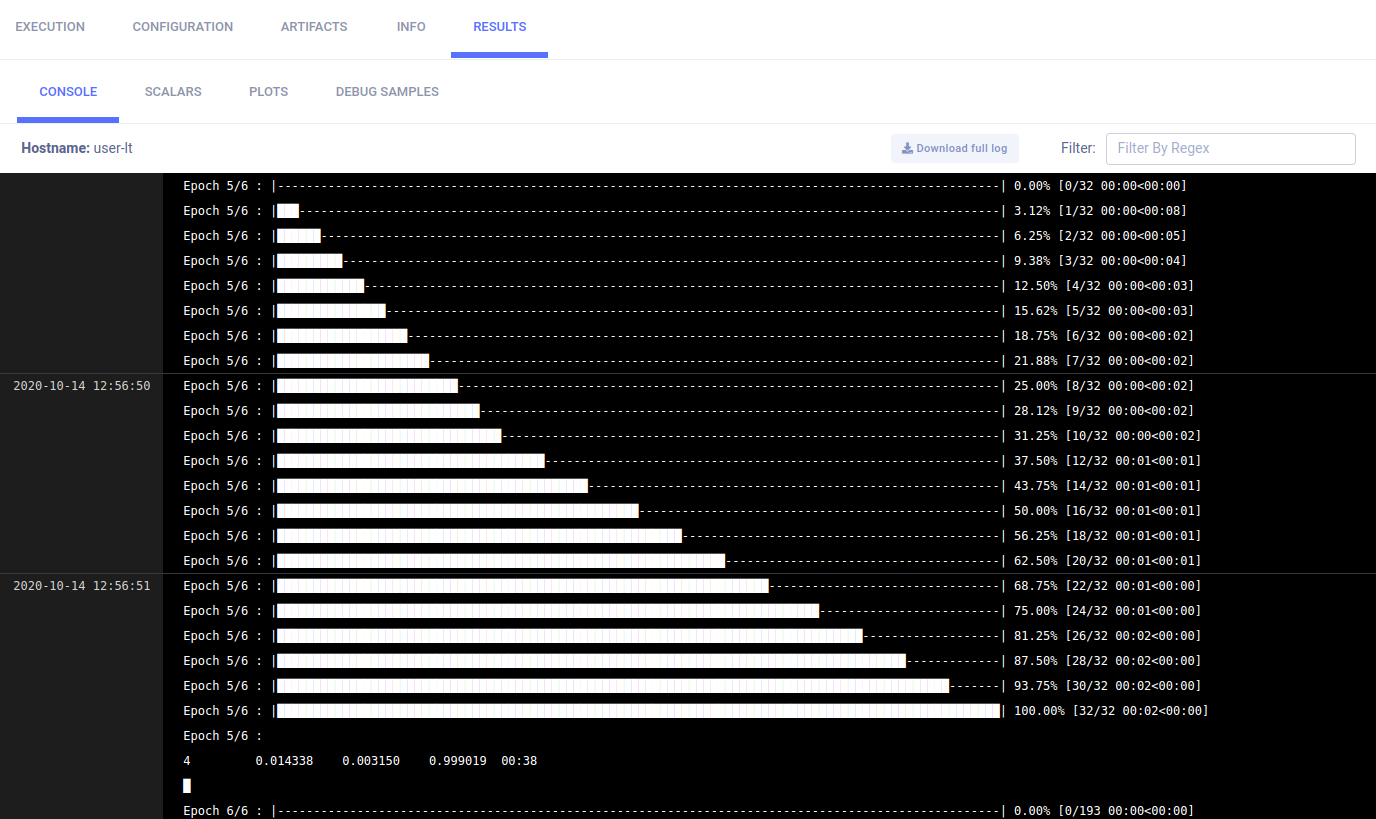 EXECUTION CONFIGURATION ARTIFACTS INFO RESULTS
CONSOLE SCALARS PLOTS DEBUG SAMPLES
Hostname: user-lt Download full log Filter: Filter By Regex
Epoch 5/6 : |----------------------------------------------------------------------------------------------------| 0.00% [0/32 00:00<00:00]
Epoch 5/6 : |███-------------------------------------------------------------------------------------------------| 3.12% [1/32 00:00<00:08]
Epoch 5/6 : |██████----------------------------------------------------------------------------------------------| 6.25% [2/32 00:00<00:05]
Epoch 5/6 : |█████████-------------------------------------------------------------------------------------------| 9.38% [3/32 00:00<00:04]
Epoch 5/6 : |████████████----------------------------------------------------------------------------------------| 12.50% [4/32 00:00<00:03]
Epoch 5/6 : |███████████████-------------------------------------------------------------------------------------| 15.62% [5/32 00:00<00:03]
Epoch 5/6 : |██████████████████----------------------------------------------------------------------------------| 18.75% [6/32 00:00<00:02]
Epoch 5/6 : |█████████████████████-------------------------------------------------------------------------------| 21.88% [7/32 00:00<00:02]
2020-10-14 12:56:50 Epoch 5/6 : |█████████████████████████---------------------------------------------------------------------------| 25.00% [8/32 00:00<00:02]
Epoch 5/6 : |████████████████████████████------------------------------------------------------------------------| 28.12% [9/32 00:00<00:02]
Epoch 5/6 : |███████████████████████████████---------------------------------------------------------------------| 31.25% [10/32 00:00<00:02]
Epoch 5/6 : |█████████████████████████████████████---------------------------------------------------------------| 37.50% [12/32 00:01<00:01]
Epoch 5/6 : |███████████████████████████████████████████---------------------------------------------------------| 43.75% [14/32 00:01<00:01]
Epoch 5/6 : |██████████████████████████████████████████████████--------------------------------------------------| 50.00% [16/32 00:01<00:01]
Epoch 5/6 : |████████████████████████████████████████████████████████--------------------------------------------| 56.25% [18/32 00:01<00:01]
Epoch 5/6 : |██████████████████████████████████████████████████████████████--------------------------------------| 62.50% [20/32 00:01<00:01]
2020-10-14 12:56:51 Epoch 5/6 : |████████████████████████████████████████████████████████████████████--------------------------------| 68.75% [22/32 00:01<00:00]
Epoch 5/6 : |███████████████████████████████████████████████████████████████████████████-------------------------| 75.00% [24/32 00:01<00:00]
Epoch 5/6 : |█████████████████████████████████████████████████████████████████████████████████-------------------| 81.25% [26/32 00:02<00:00]
Epoch 5/6 : |███████████████████████████████████████████████████████████████████████████████████████-------------| 87.50% [28/32 00:02<00:00]
Epoch 5/6 : |█████████████████████████████████████████████████████████████████████████████████████████████-------| 93.75% [30/32 00:02<00:00]
Epoch 5/6 : |████████████████████████████████████████████████████████████████████████████████████████████████████| 100.00% [32/32 00:02<00:00]
Epoch 5/6 :
4 0.014338 0.003150 0.999019 00:38
█
Epoch 6/6 : |----------------------------------------------------------------------------------------------------| 0.00% [0/193 00:00<00:00]